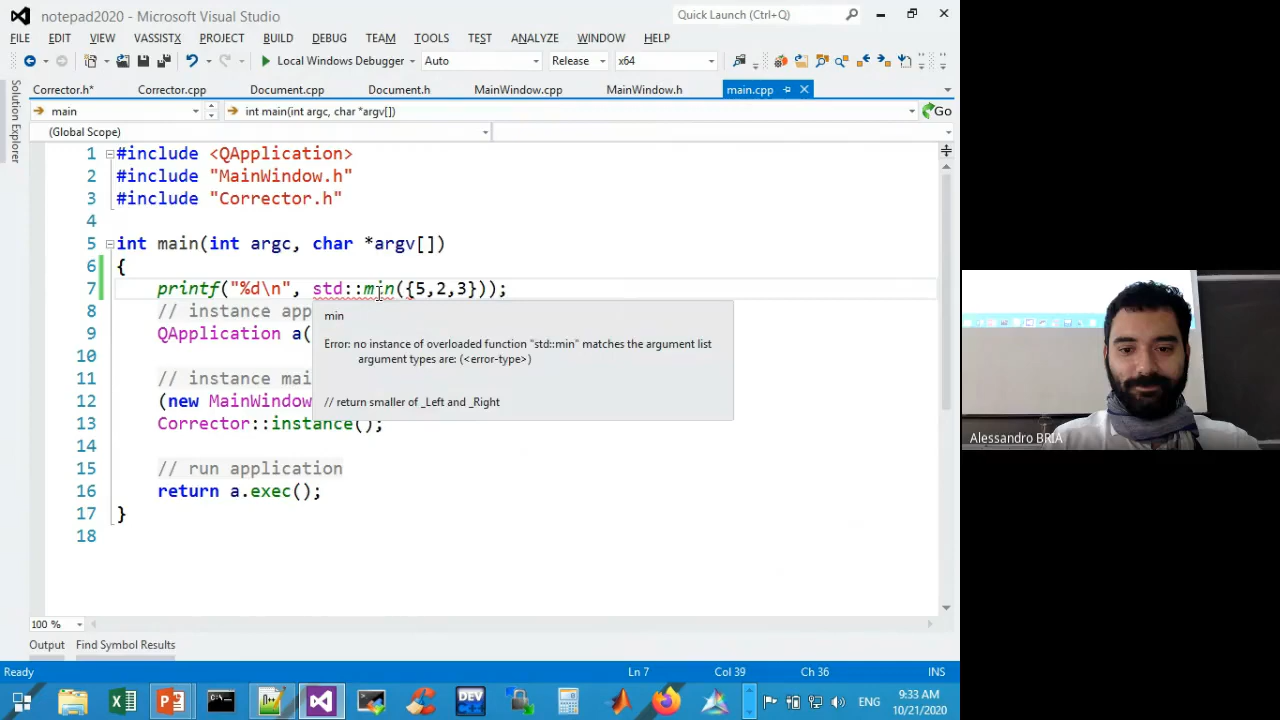 notepad2020 - Microsoft Visual Studio
Quick Launch (Ctrl+Q)
FILE EDIT VIEW VASSISTX PROJECT BUILD DEBUG TEAM TOOLS TEST ANALYZE WINDOW HELP
Local Windows Debugger Auto Release x64
Solution Explorer
Corrector.h* Corrector.cpp Document.cpp Document.h MainWindow.cpp MainWindow.h main.cpp
main int main(int argc, char *argv[]) Go
(Global Scope)
1 #include <QApplication>
2 #include "MainWindow.h"
3 #include "Corrector.h"
4
5 int main(int argc, char *argv[])
6 {
7 printf("%d\n", std::min({5,2,3}));
8 // instance app
9 QApplication a(
10
11 // instance mai
12 (new MainWindow
13 Corrector::instance();
14
15 // run application
16 return a.exec();
17 }
18
min
Error: no instance of overloaded function "std::min" matches the argument list
argument types are: (<error-type>)
// return smaller of _Left and _Right
Alessandro BRIA
100 %
Output Find Symbol Results
Ready Ln 7 Col 39 Ch 36 INS
DEV
ENG
9:33 AM
10/21/2020